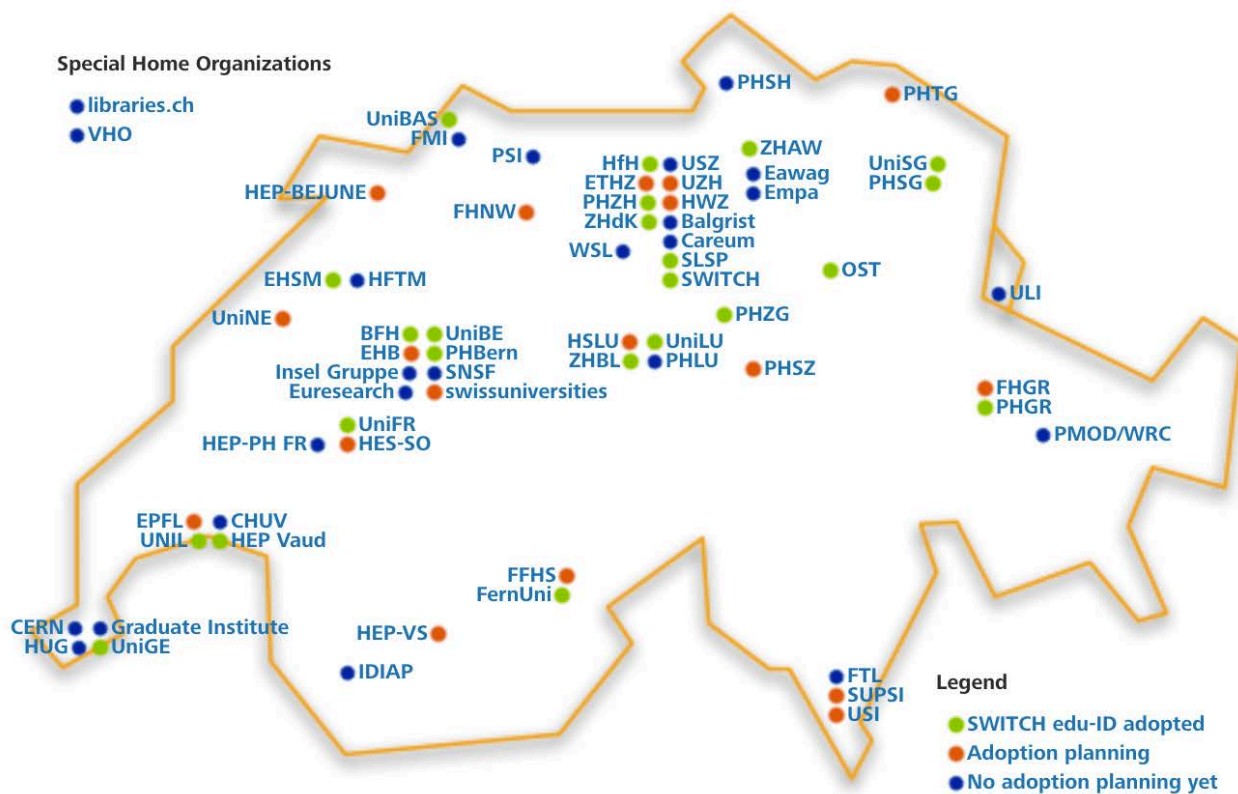 Special Home Organizations
libraries.ch
VHO
PHSH
PHTG
UniBAS
FMI
PSI
ZHAW
HfH USZ
ETHZ UZH
PHZH HWZ
ZHdK Balgrist
Careum
SLSP
SWITCH
Eawag
Empa
UniSG
PHSG
HEP-BEJUNE
FHNW
WSL
OST
EHSM HFTM
ULI
UniNE
PHZG
BFH UniBE
EHB PHBern
Insel Gruppe SNSF
Euresearch swissuniversities
HSLU UniLU
ZHBL PHLU
PHSZ
FHGR
PHGR
PMOD/WRC
UniFR
HEP-PH FR HES-SO
EPFL CHUV
UNIL HEP Vaud
FFHS
FernUni
CERN Graduate Institute
HUG UniGE
HEP-VS
IDIAP
FTL
SUPSI
USI
Legend
SWITCH edu-ID adopted
Adoption planning
No adoption planning yet